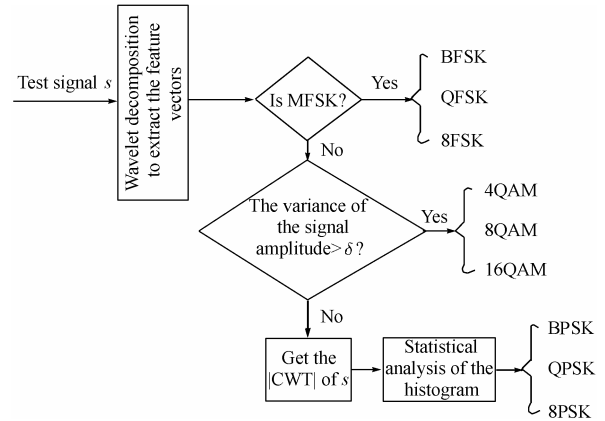 Test signal s
Wavelet decomposition
to extract the feature
vectors
Is MFSK?
Yes
BFSK
QFSK
8FSK
No
The variance of
the signal
amplitude>δ?
Yes
4QAM
8QAM
16QAM
No
Get the
|CWT| of s
Statistical
analysis of the
histogram
BPSK
QPSK
8PSK